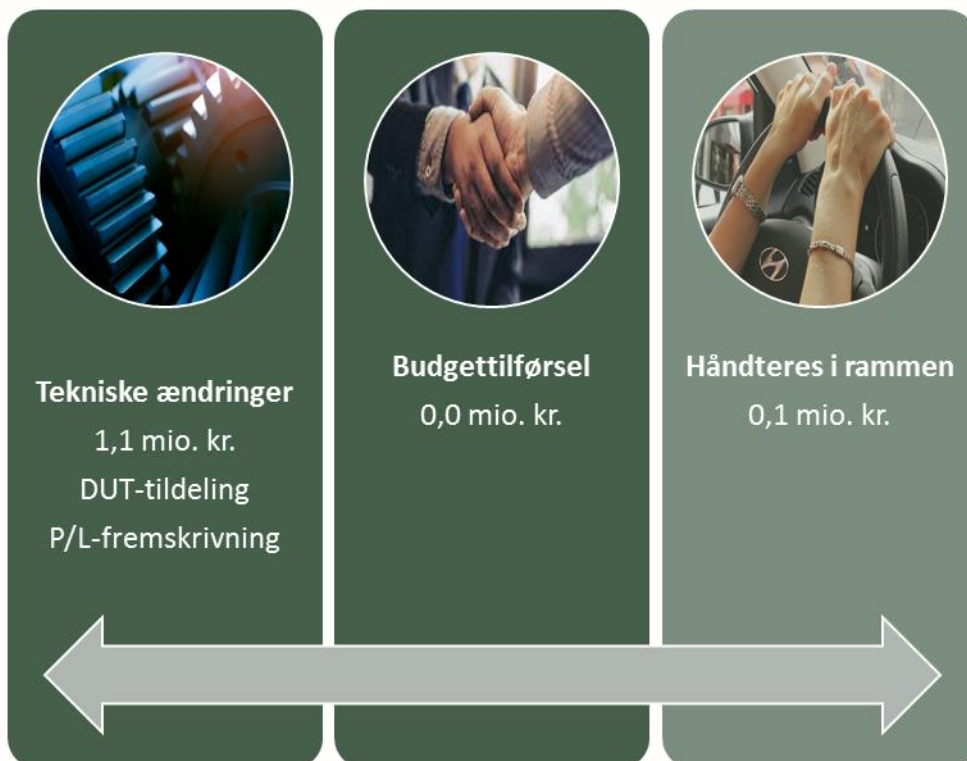 Tekniske ændringer
1,1 mio. kr.
DUT-tildeling
P/L-fremskrivning
Budgettilførsel
0,0 mio. kr.
Håndteres i rammen
0,1 mio. kr.